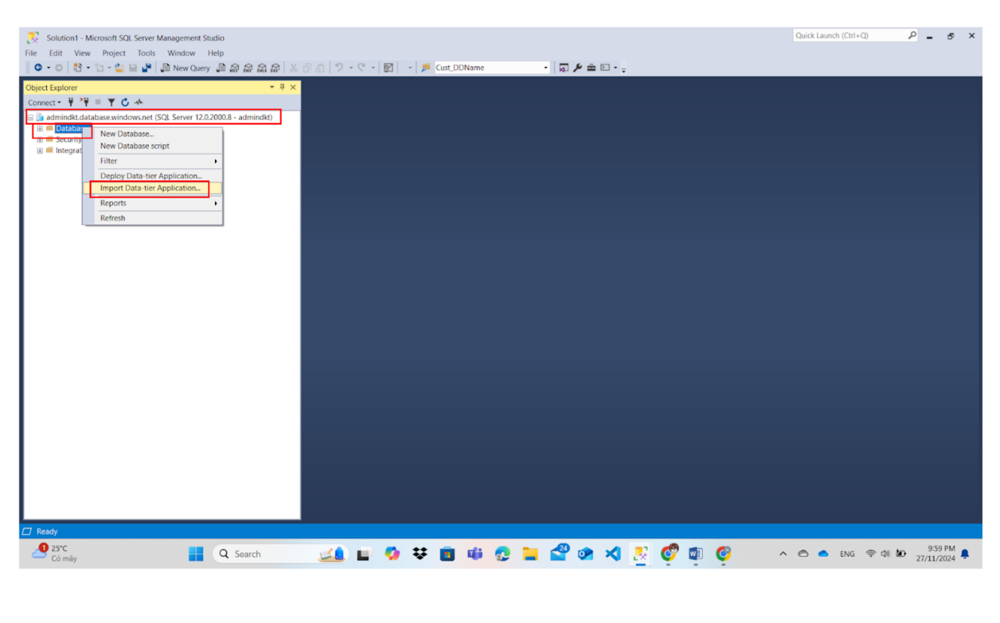 Solution1 - Microsoft SQL Server Management Studio
Quick Launch (Ctrl+Q)
File Edit View Project Tools Window Help
New Query
Cust_DDName
Object Explorer
Connect
admindkt.database.windows.net (SQL Server 12.0.2000.8 - admindkt)
Databa
Security
Integrat
New Database...
New Database script
Filter
Deploy Data-tier Application...
Import Data-tier Application...
Reports
Refresh
Ready
1
25°C
Có mây
Search
24
ENG
9:59 PM
27/11/2024